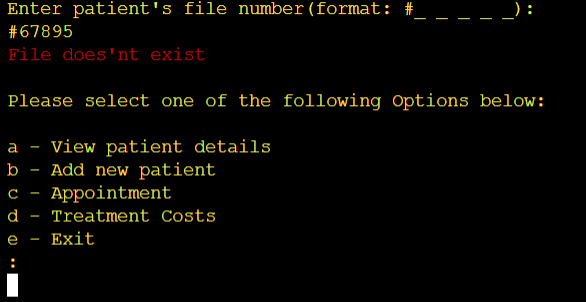 Enter patient's file number(format: #_ _ _ _ _):
#67895
File does'nt exist
Please select one of the following Options below:
a - View patient details
b - Add new patient
c - Appointment
d - Treatment Costs
e - Exit
: